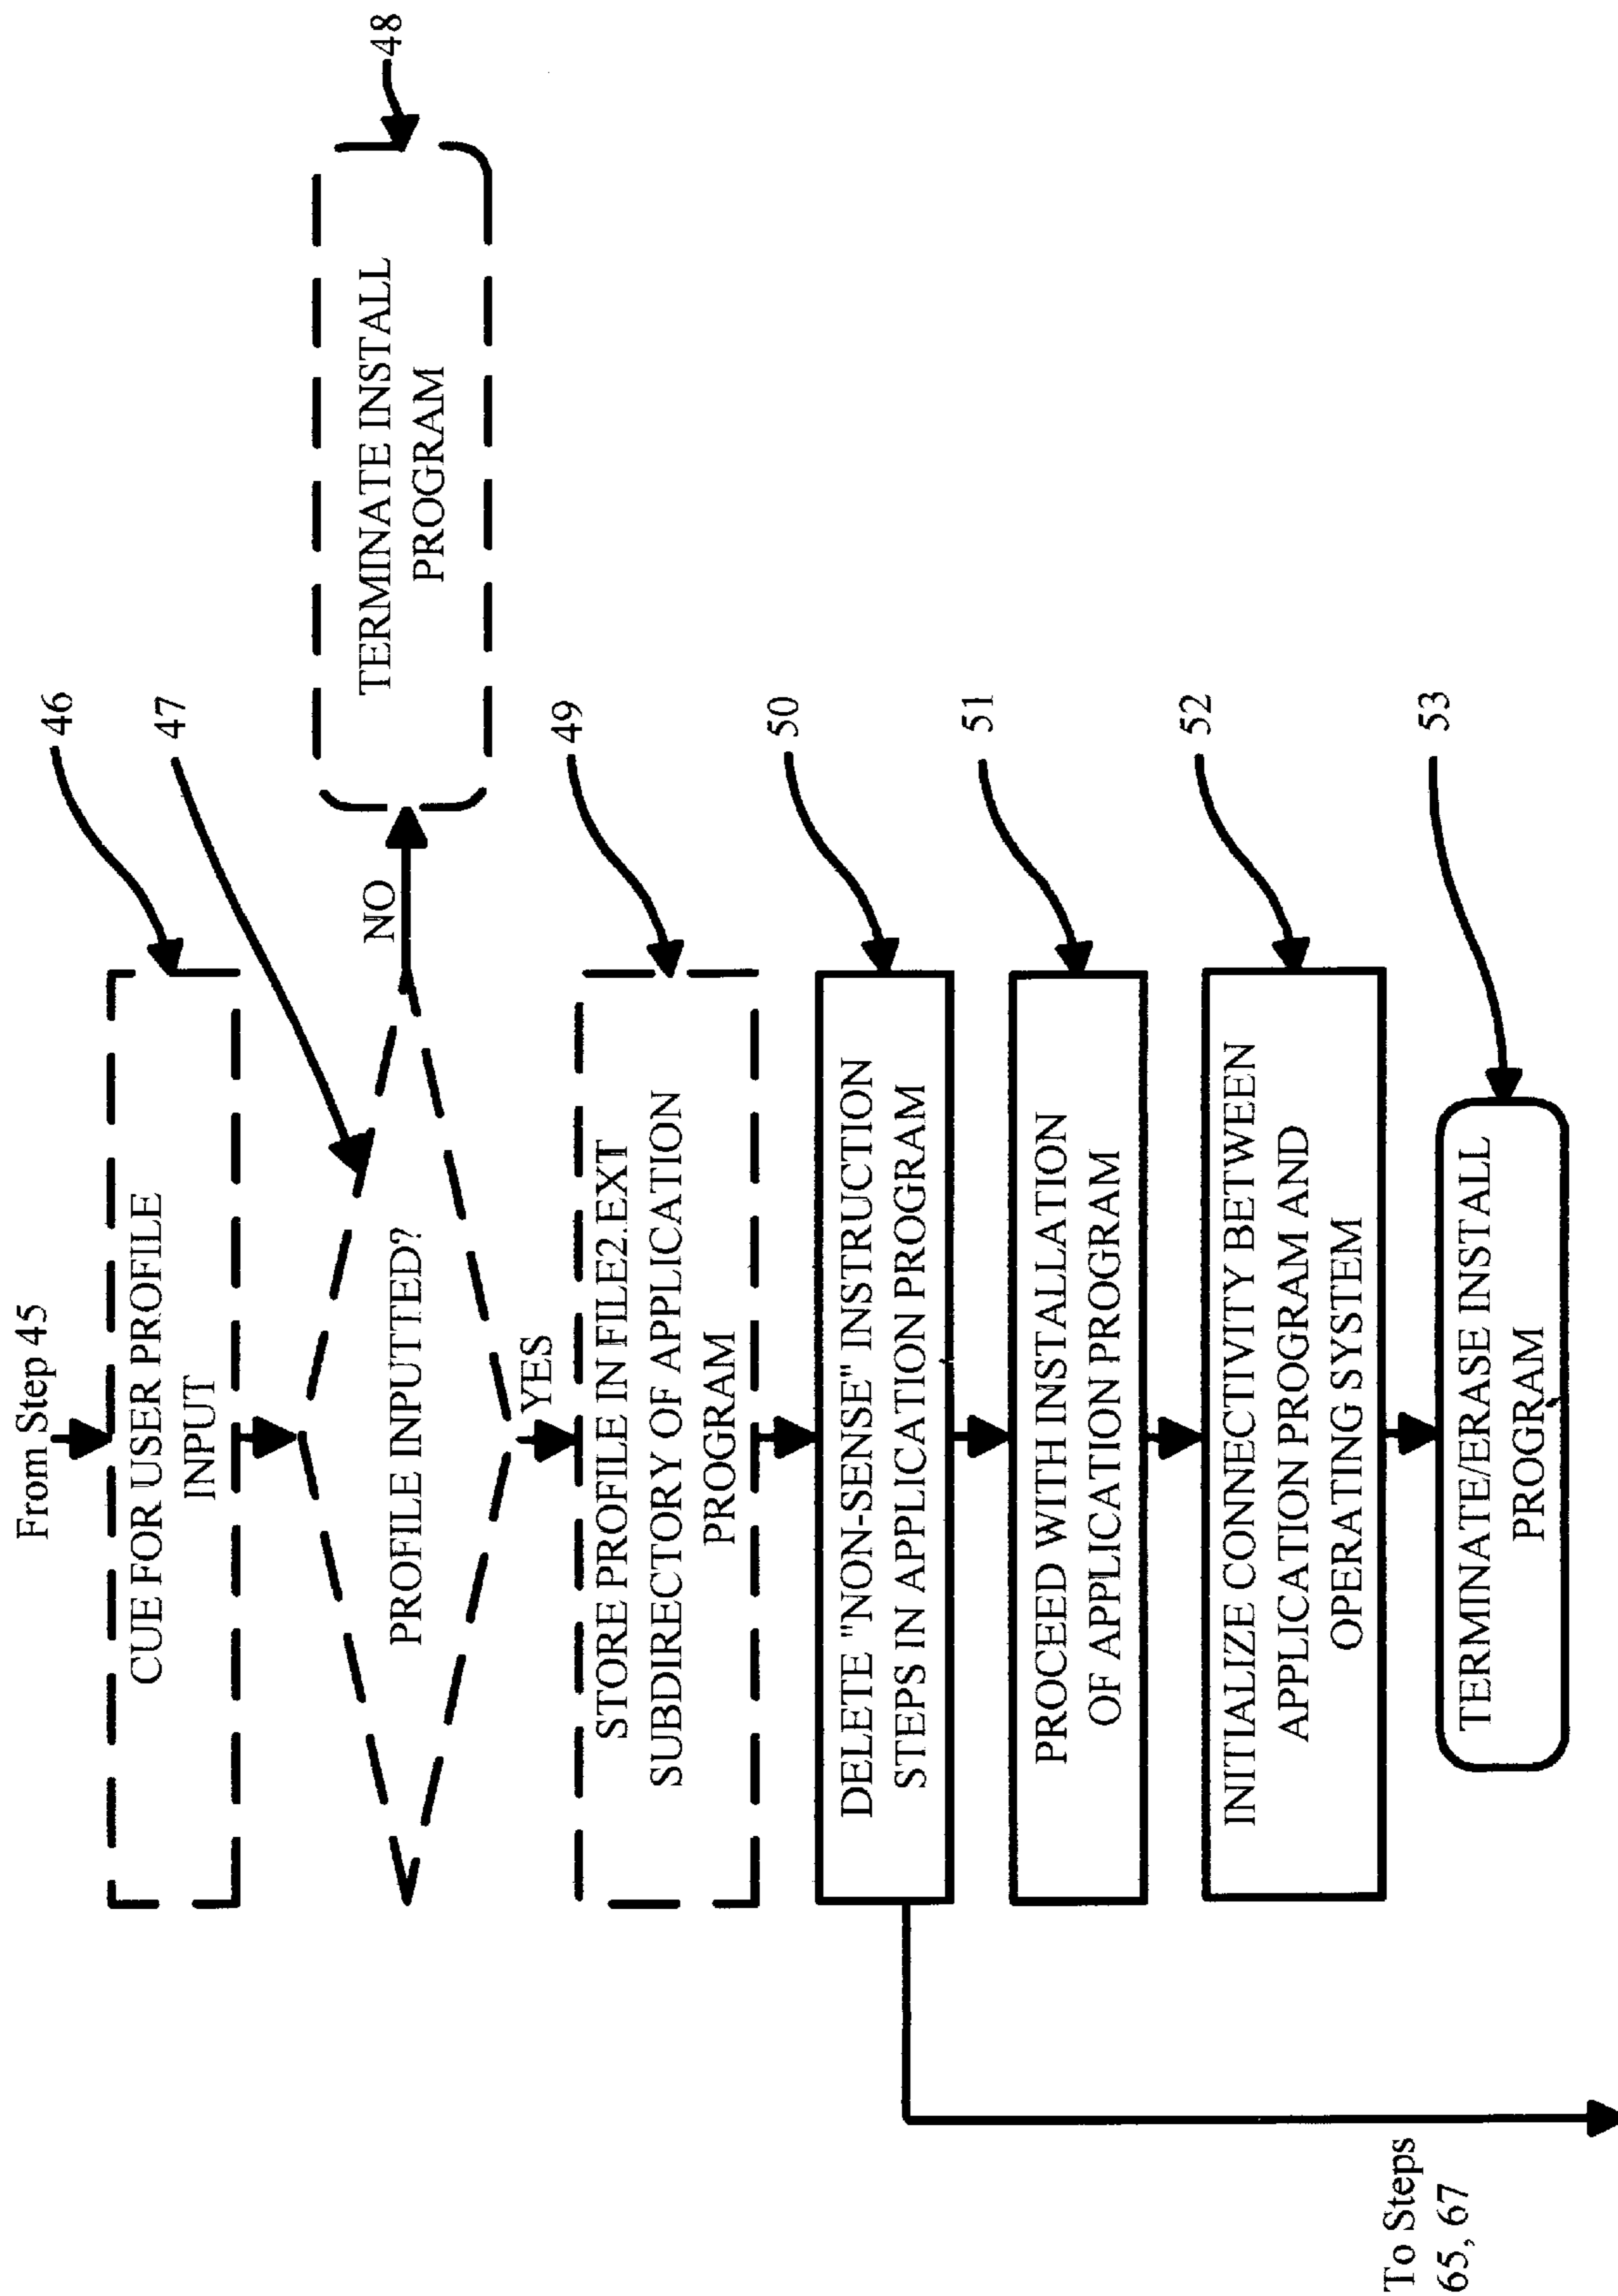 From Step 45
CUE FOR USER PROFILE
INPUT
46
PROFILE INPUTTED?
47
NO
TERMINATE INSTALL
PROGRAM
48
YES
STORE PROFILE IN FILE2.EXT
SUBDIRECTORY OF APPLICATION
PROGRAM
49
DELETE "NON-SENSE" INSTRUCTION
STEPS IN APPLICATION PROGRAM
50
PROCEED WITH INSTALLATION
OF APPLICATION PROGRAM
51
INITIALIZE CONNECTIVITY BETWEEN
APPLICATION PROGRAM AND
OPERATING SYSTEM
52
TERMINATE/ERASE INSTALL
PROGRAM
53
To Steps
65, 67